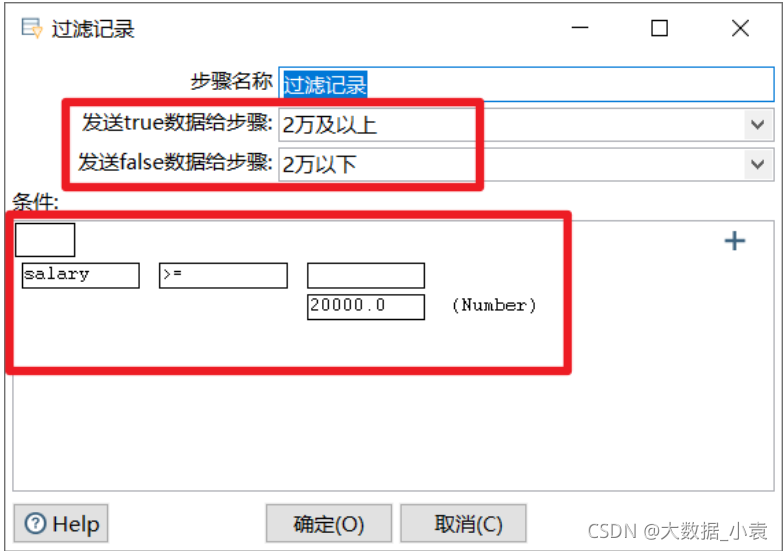 过滤记录
步骤名称 过滤记录
发送true数据给步骤: 2万及以上
发送false数据给步骤: 2万以下
条件:
salary >=
20000.0 (Number)
Help 确定(O) 取消(C)
CSDN @大数据_小袁